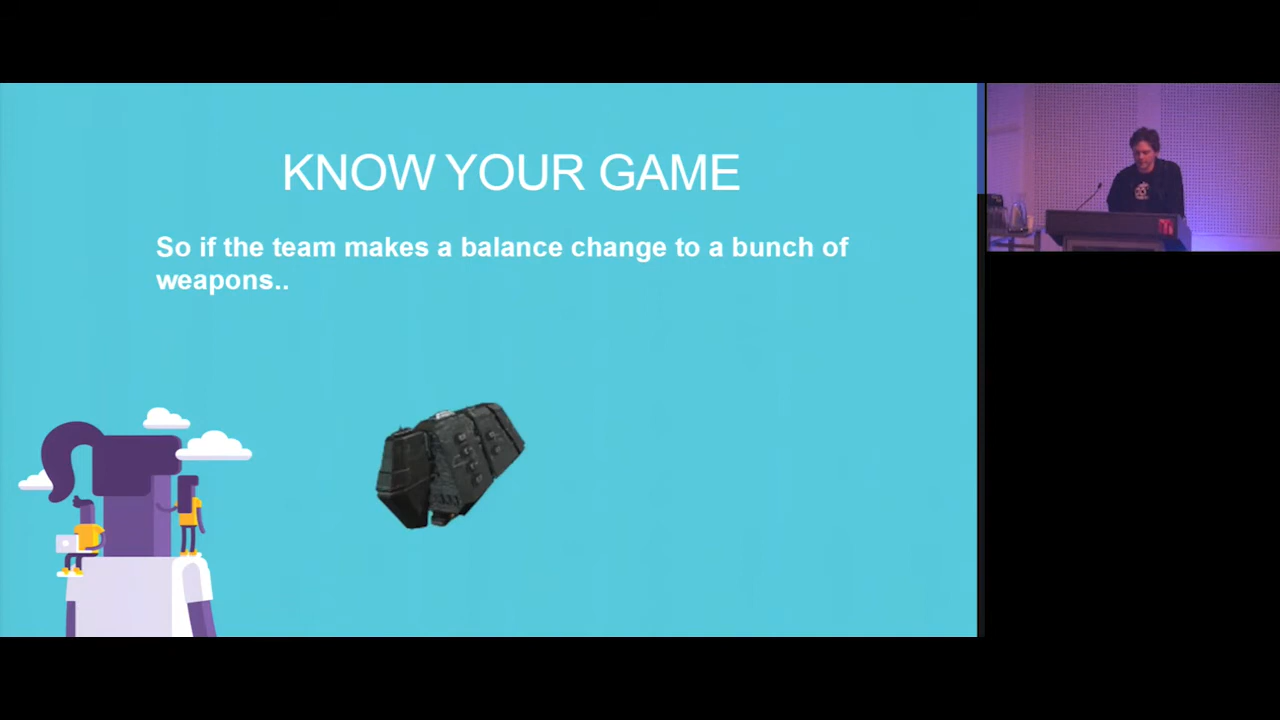 KNOW YOUR GAME
So if the team makes a balance change to a bunch of
weapons..